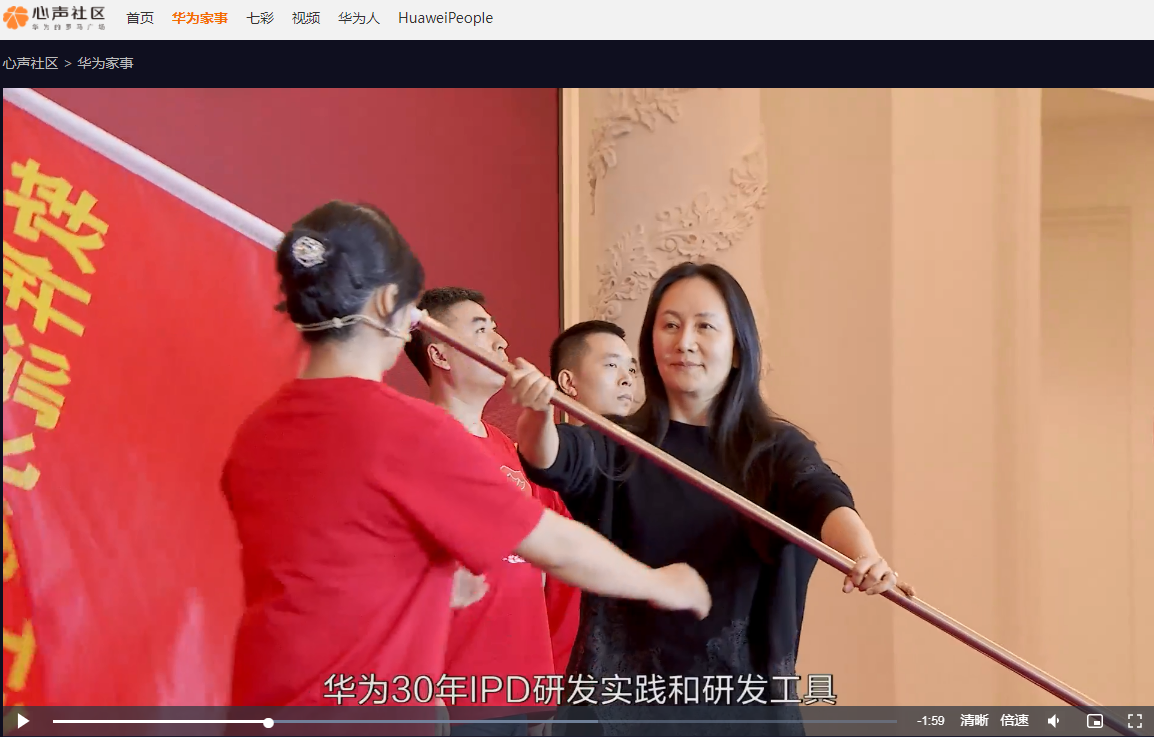 心声社区
华为的罗马广场
首页 华为家事 七彩 视频 华为人 HuaweiPeople
心声社区 > 华为家事
华为30年IPD研发实践和研发工具
-1:59 清晰 倍速